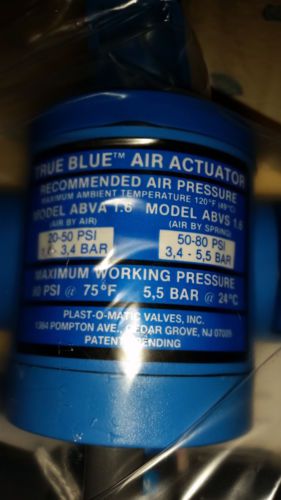 TRUE BLUE™ AIR ACTUATOR
RECOMMENDED AIR PRESSURE
MAXIMUM AMBIENT TEMPERATURE 120°F (49°C)
MODEL ABVA 1.6 MODEL ABVS 1.6
(AIR BY AIR) (AIR BY SPRING)
20-50 PSI 50-80 PSI
3,4 BAR 3,4 - 5,5 BAR
MAXIMUM WORKING PRESSURE
PSI @ 75°F 5,5 BAR @ 24°C
PLAST-O-MATIC VALVES, INC.
1384 POMPTON AVE., CEDAR GROVE, NJ 07009
PATENT PENDING